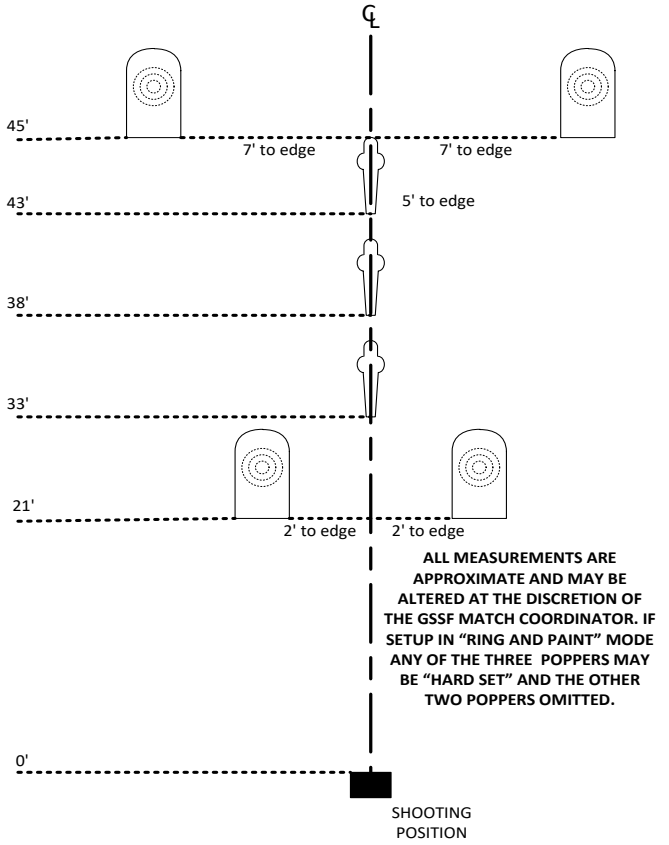 ℄
45'
7' to edge 7' to edge
43'
5' to edge
38'
33'
21'
2' to edge 2' to edge
ALL MEASUREMENTS ARE
APPROXIMATE AND MAY BE
ALTERED AT THE DISCRETION OF
THE GSSF MATCH COORDINATOR. IF
SETUP IN “RING AND PAINT” MODE
ANY OF THE THREE POPPERS MAY
BE “HARD SET” AND THE OTHER
TWO POPPERS OMITTED.
0'
SHOOTING
POSITION